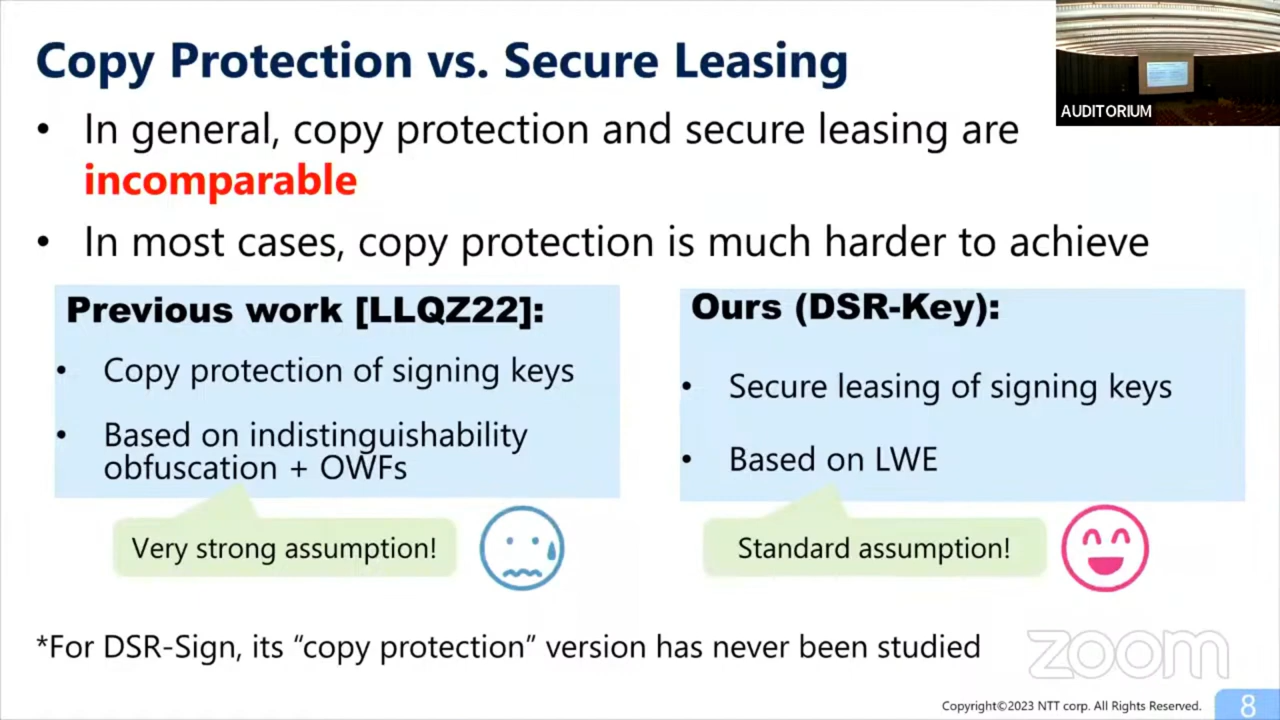 Copy Protection vs. Secure Leasing
AUDITORIUM
• In general, copy protection and secure leasing are
incomparable
• In most cases, copy protection is much harder to achieve
Previous work [LLQZ22]:
• Copy protection of signing keys
• Based on indistinguishability
obfuscation + OWFs
Very strong assumption!
Ours (DSR-Key):
• Secure leasing of signing keys
• Based on LWE
Standard assumption!
*For DSR-Sign, its “copy protection” version has never been studied
zoom
Copyright©2023 NTT corp. All Rights Reserved.
8